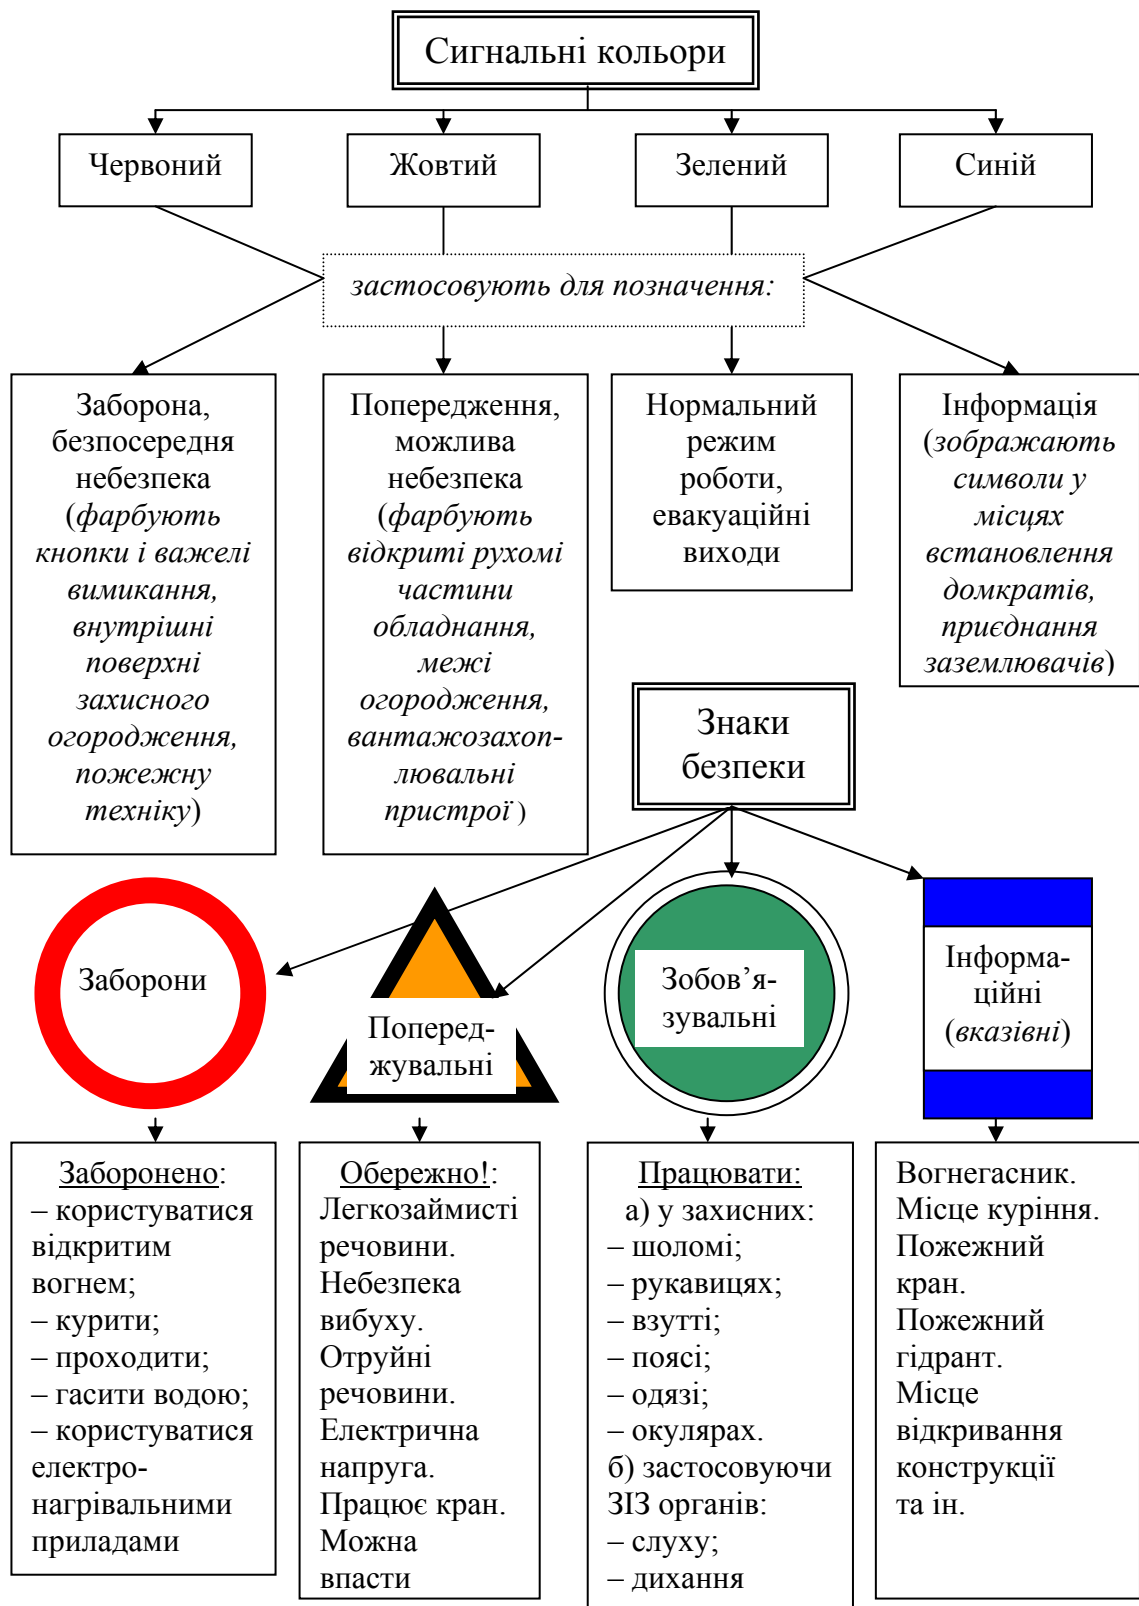 Сигнальні кольори
Червоний
Жовтий
Зелений
Синій
застосовують для позначення:
Заборона,
безпосередня
небезпека
(фарбують
кнопки і важелі
вимикання,
внутрішні
поверхні
захисного
огородження,
пожежну
техніку)
Попередження,
можлива
небезпека
(фарбують
відкриті рухомі
частини
обладнання,
межі
огородження,
вантажозахоп-
лювальні
пристрої )
Нормальний
режим
роботи,
евакуаційні
виходи
Інформація
(зображають
символи у
місцях
встановлення
домкратів,
приєднання
заземлювачів)
Знаки
безпеки
Заборони
Поперед-
жувальні
Зобов’я-
зувальні
Інформа-
ційні
(вказівні)
Заборонено:
– користуватися
відкритим
вогнем;
– курити;
– проходити;
– гасити водою;
– користуватися
електро-
нагрівальними
приладами
Обережно!:
Легкозаймисті
речовини.
Небезпека
вибуху.
Отруйні
речовини.
Електрична
напруга.
Працює кран.
Можна
впасти
Працювати:
а) у захисних:
– шоломі;
– рукавицях;
– взутті;
– поясі;
– одязі;
– окулярах.
б) застосовуючи
ЗІЗ органів:
– слуху;
– дихання
Вогнегасник.
Місце куріння.
Пожежний
кран.
Пожежний
гідрант.
Місце
відкривання
конструкції
та ін.